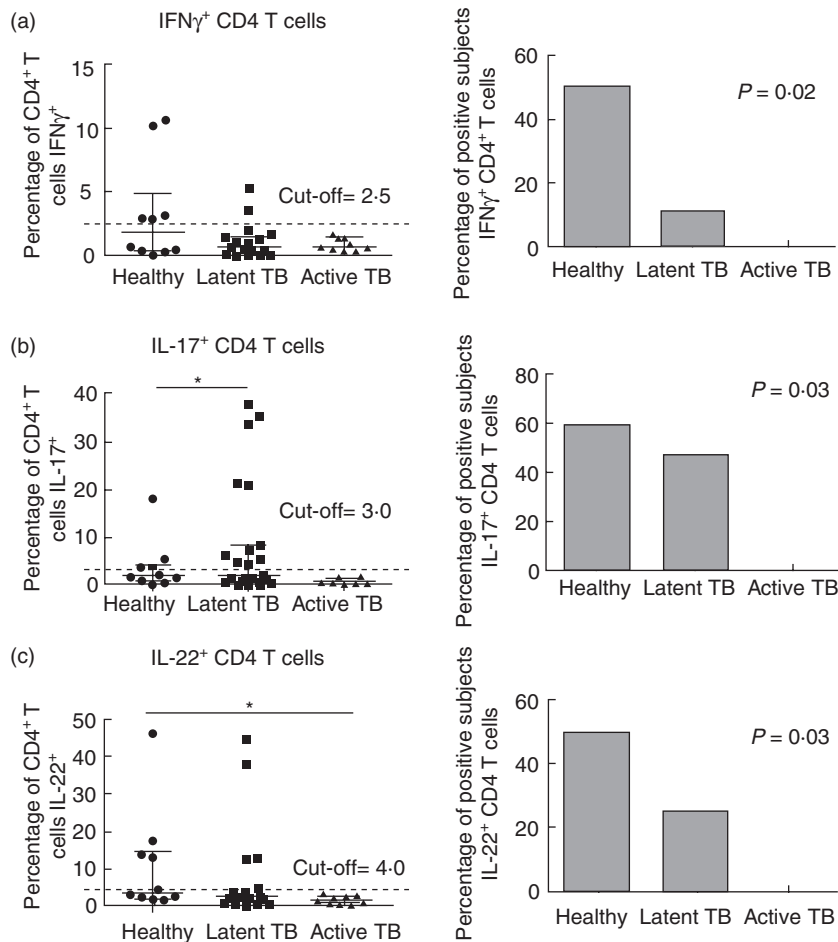 (a)
IFNγ⁺ CD4 T cells
Percentage of CD4⁺ T
cells IFNγ⁺
15
10
5
0
Cut-off= 2·5
Healthy Latent TB Active TB
Percentage of positive subjects
IFNγ⁺ CD4⁺ T cells
60
40
20
0
P = 0·02
Healthy Latent TB Active TB
(b)
IL-17⁺ CD4 T cells
Percentage of CD4⁺ T
cells IL-17⁺
40
30
20
10
0
*
Cut-off= 3·0
Healthy Latent TB Active TB
Percentage of positive subjects
IL-17⁺ CD4 T cells
80
60
40
20
0
P = 0·03
Healthy Latent TB Active TB
(c)
IL-22⁺ CD4 T cells
Percentage of CD4⁺ T
cells IL-22⁺
50
40
30
20
10
0
*
Cut-off= 4·0
Healthy Latent TB Active TB
Percentage of positive subjects
IL-22⁺ CD4 T cells
60
40
20
0
P = 0·03
Healthy Latent TB Active TB